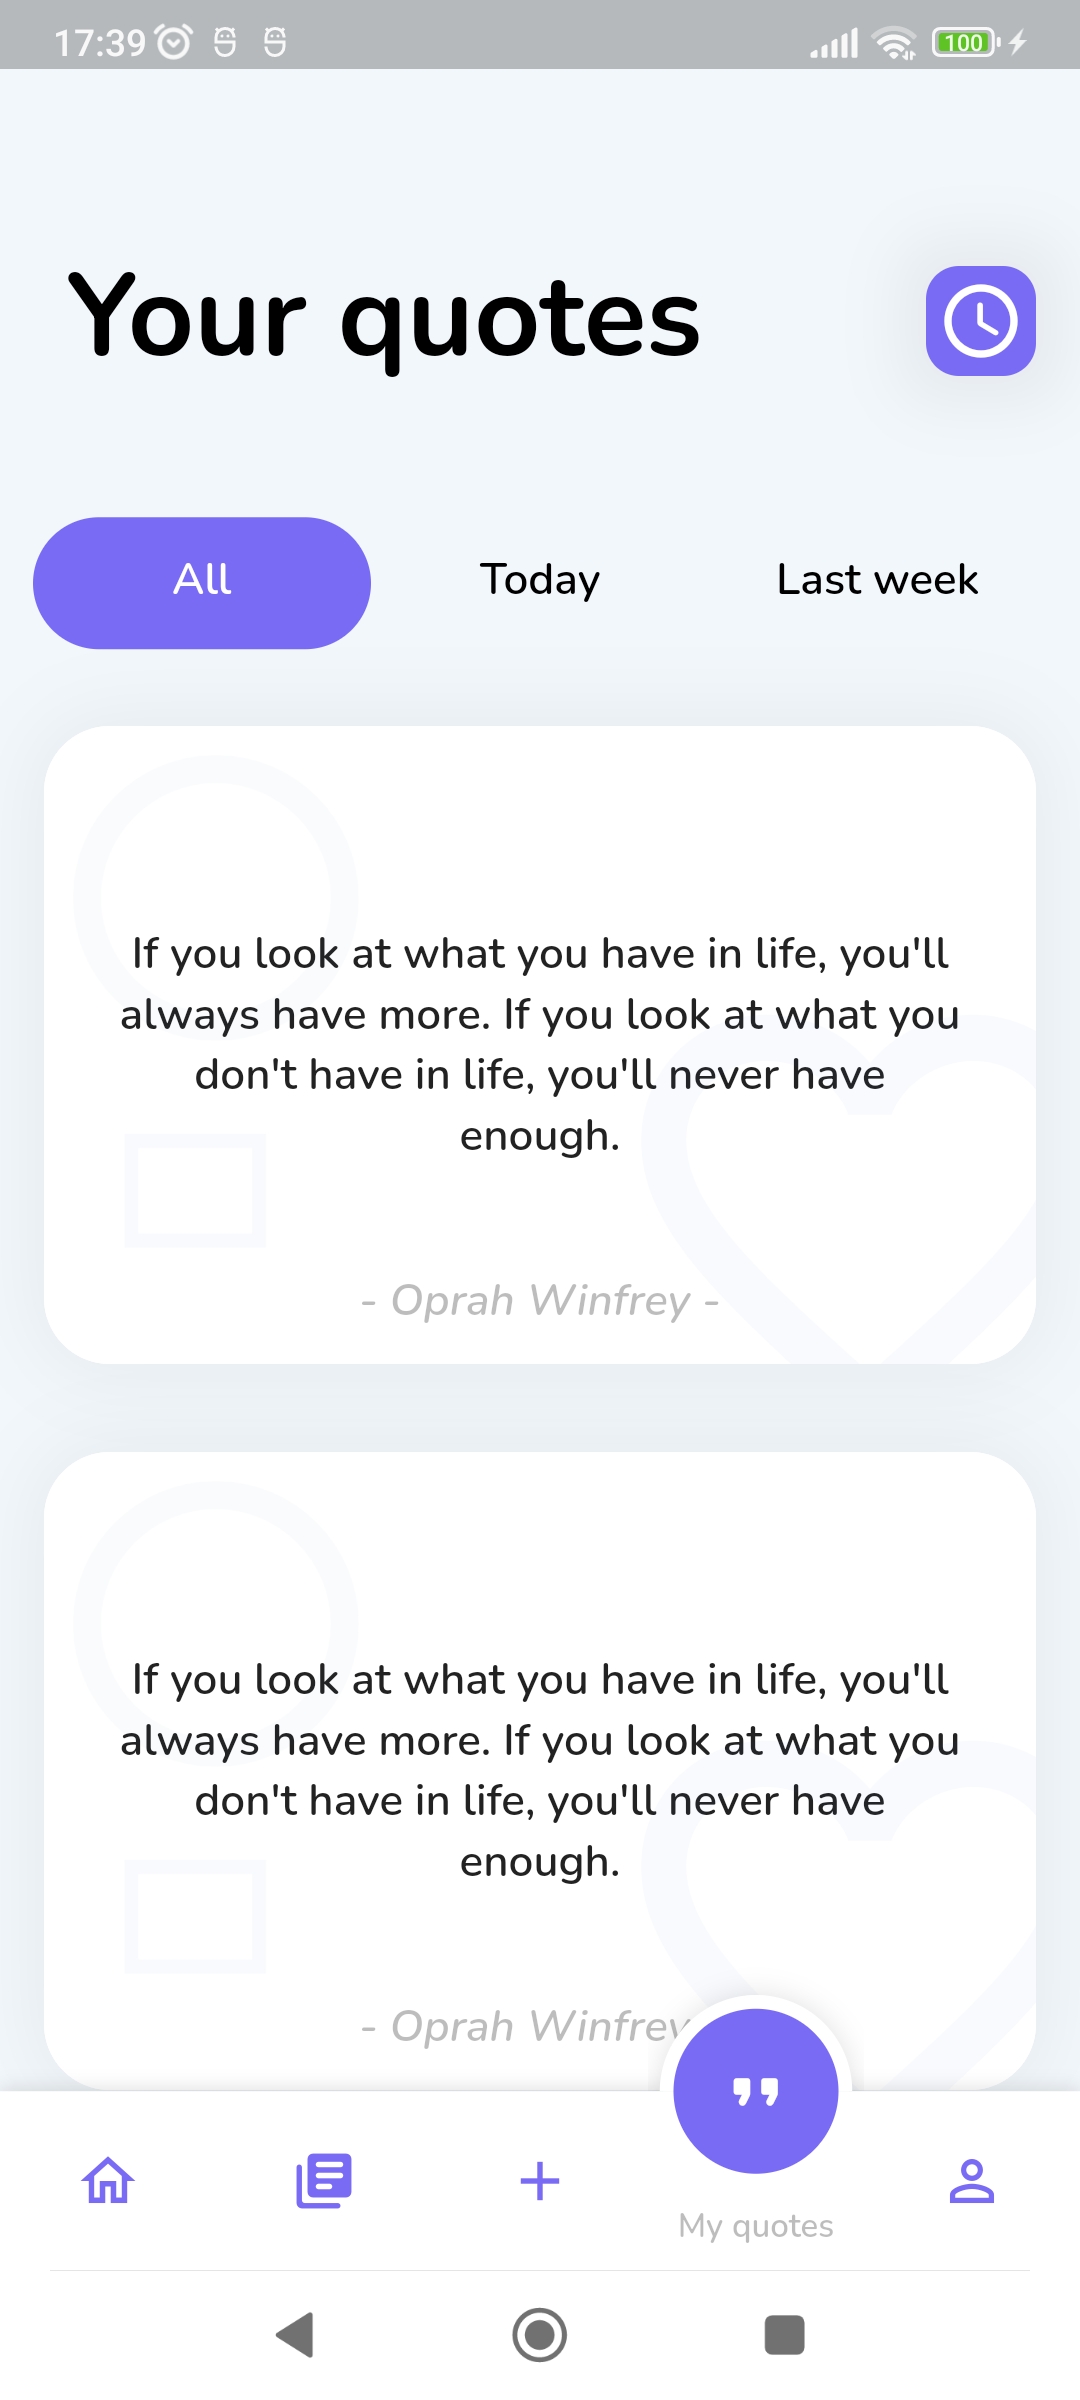 17:39
100
Your quotes
All
Today
Last week
If you look at what you have in life, you'll
always have more. If you look at what you
don't have in life, you'll never have
enough.
- Oprah Winfrey -
If you look at what you have in life, you'll
always have more. If you look at what you
don't have in life, you'll never have
enough.
- Oprah Winfrey
My quotes